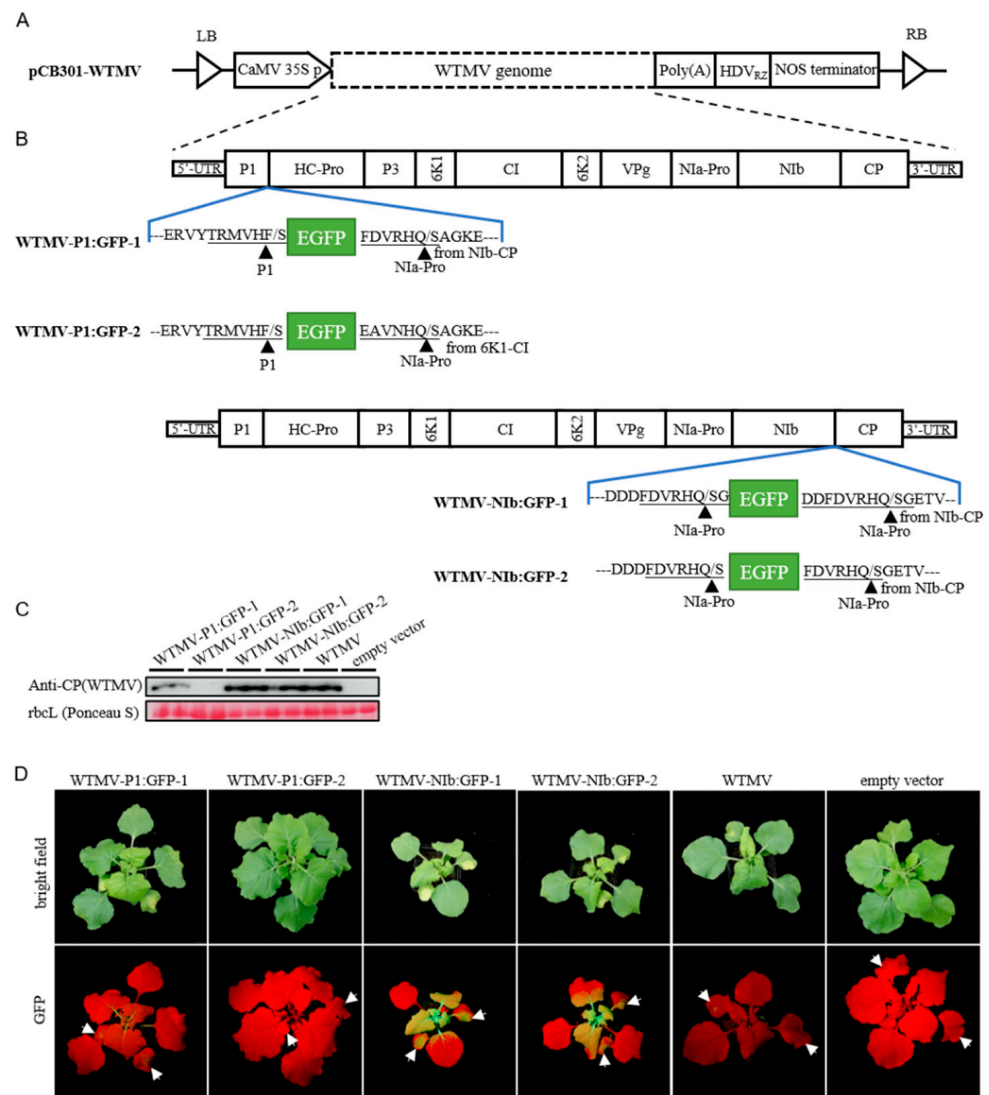 A
LB
RB
pCB301-WTMV
CaMV 35S p
WTMV genome
Poly(A)
HDVRZ
NOS terminator
B
5'-UTR P1 HC-Pro P3 6K1 CI 6K2 VPg NIa-Pro NIb CP 3'-UTR
WTMV-P1:GFP-1
---ERVYTRMVHF/S EGFP FDVRHQ/SAGKE---
from NIb-CP
P1
NIa-Pro
WTMV-P1:GFP-2
--ERVYTRMVHF/S EGFP EAVNHQ/SAGKE---
from 6K1-CI
P1
NIa-Pro
5'-UTR P1 HC-Pro P3 6K1 CI 6K2 VPg NIa-Pro NIb CP 3'-UTR
WTMV-NIb:GFP-1
---DDDFDVRHQ/SG EGFP DDFDVRHQ/SGETV--
from NIb-CP
NIa-Pro
NIa-Pro
WTMV-NIb:GFP-2
---DDDFDVRHQ/S EGFP FDVRHQ/SGETV---
from NIb-CP
NIa-Pro
NIa-Pro
C
WTMV-P1:GFP-1
WTMV-P1:GFP-2
WTMV-NIb:GFP-1
WTMV-NIb:GFP-2
WTMV
empty vector
Anti-CP(WTMV)
rbcL (Ponceau S)
D
WTMV-P1:GFP-1 WTMV-P1:GFP-2 WTMV-NIb:GFP-1 WTMV-NIb:GFP-2 WTMV empty vector
bright field
GFP